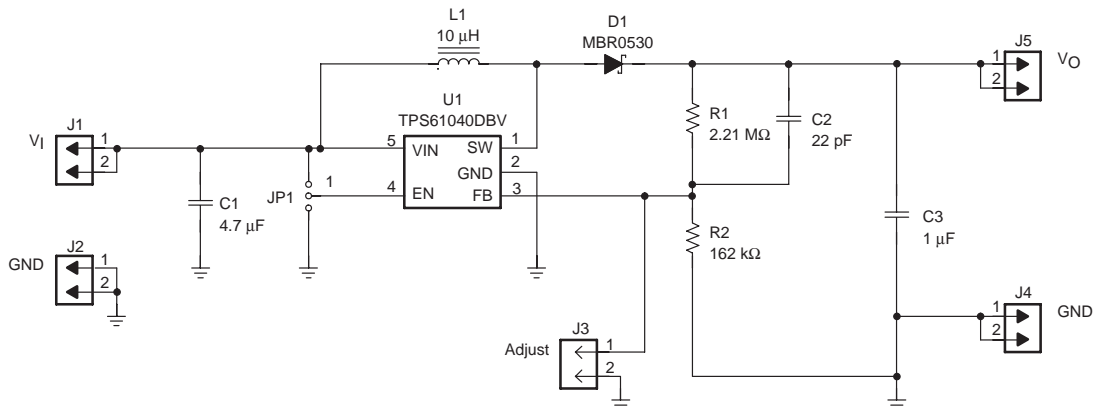 L1
10 μH
D1
MBR0530
J5
1
2
VO
U1
TPS61040DBV
J1
VI
1
2
5
VIN
SW
1
GND
2
4
EN
FB
3
R1
2.21 MΩ
C2
22 pF
JP1
1
C1
4.7 μF
R2
162 kΩ
C3
1 μF
J2
GND
1
2
J4
1
2
GND
J3
Adjust
1
2